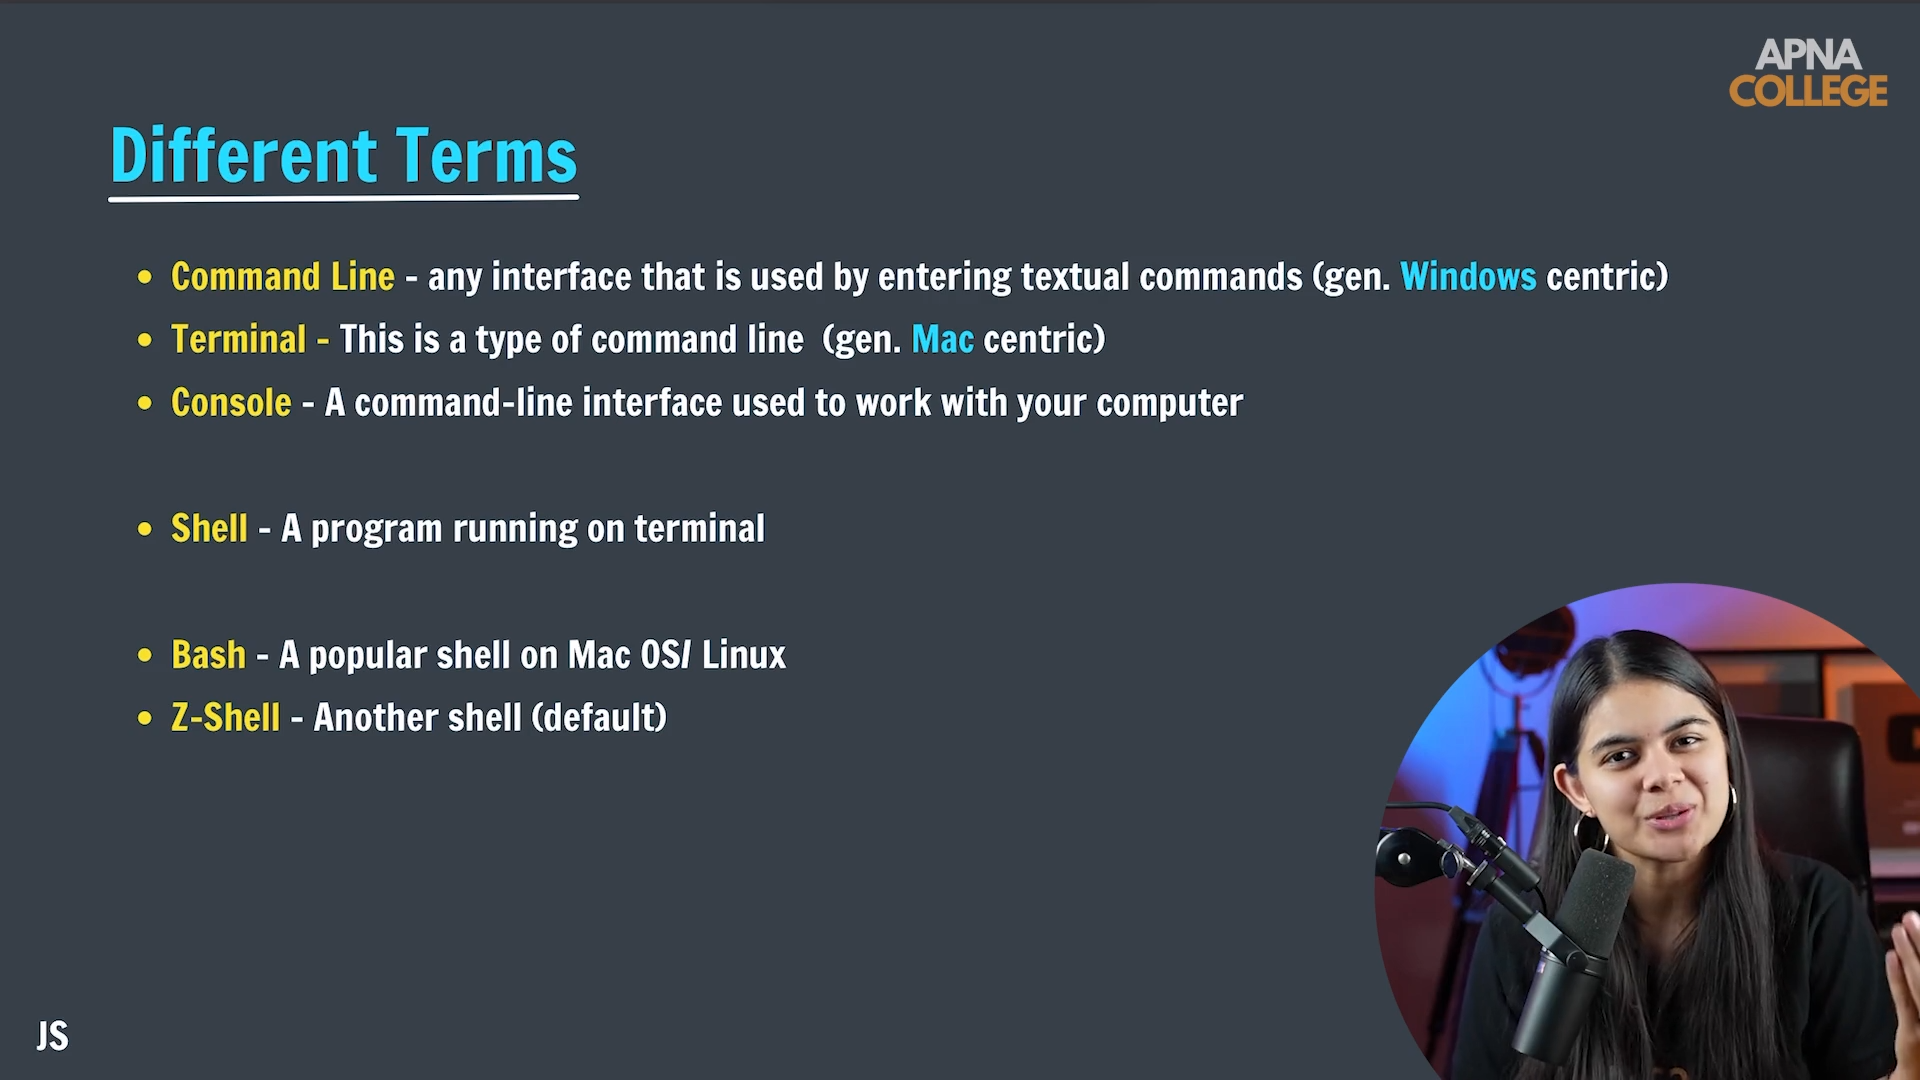 APNA
COLLEGE
Different Terms
• Command Line - any interface that is used by entering textual commands (gen. Windows centric)
• Terminal - This is a type of command line (gen. Mac centric)
• Console - A command-line interface used to work with your computer
• Shell - A program running on terminal
• Bash - A popular shell on Mac OS/ Linux
• Z-Shell - Another shell (default)
JS